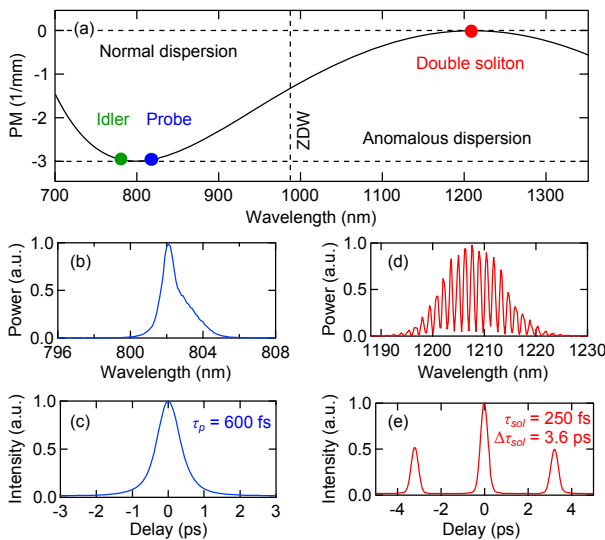 (a)
Normal dispersion
Double soliton
Idler
Probe
ZDW
Anomalous dispersion
PM (1/mm)
0
-1
-2
-3
700
800
900
1000
1100
1200
1300
Wavelength (nm)
(b)
Power (a.u.)
1.0
0.5
0.0
796
800
804
808
Wavelength (nm)
(d)
Power (a.u.)
1.0
0.5
0.0
1190
1200
1210
1220
1230
Wavelength (nm)
(c)
τp = 600 fs
Intensity (a.u.)
1.0
0.5
0.0
-3
-2
-1
0
1
2
3
Delay (ps)
(e)
τsol = 250 fs
Δτsol = 3.6 ps
Intensity (a.u.)
1.0
0.5
0.0
-4
-2
0
2
4
Delay (ps)